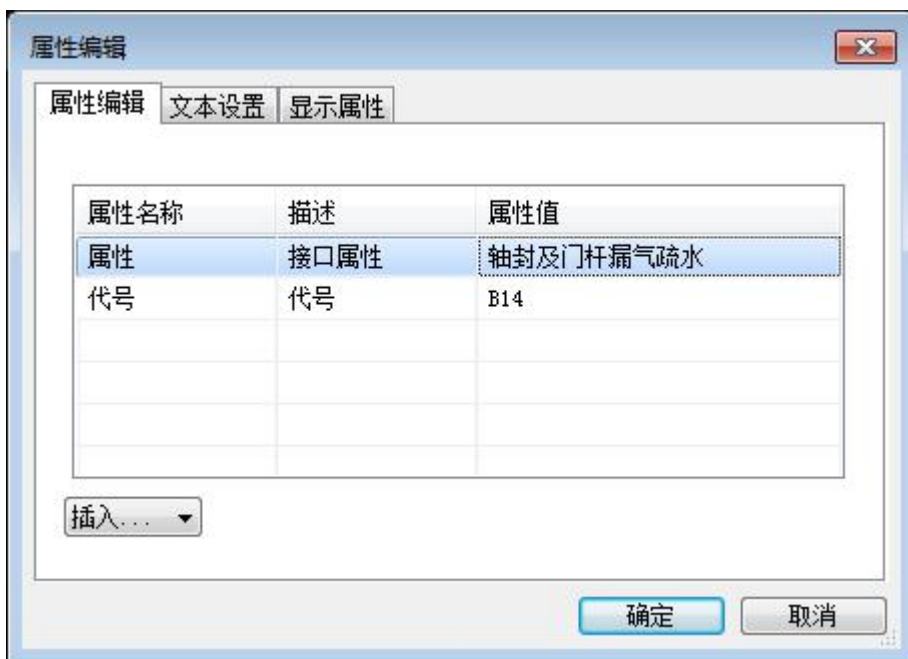 属性编辑
属性编辑 文本设置 显示属性
属性名称 描述 属性值
属性 接口属性 轴封及门杆漏气疏水
代号 代号 B14
插入...
确定 取消